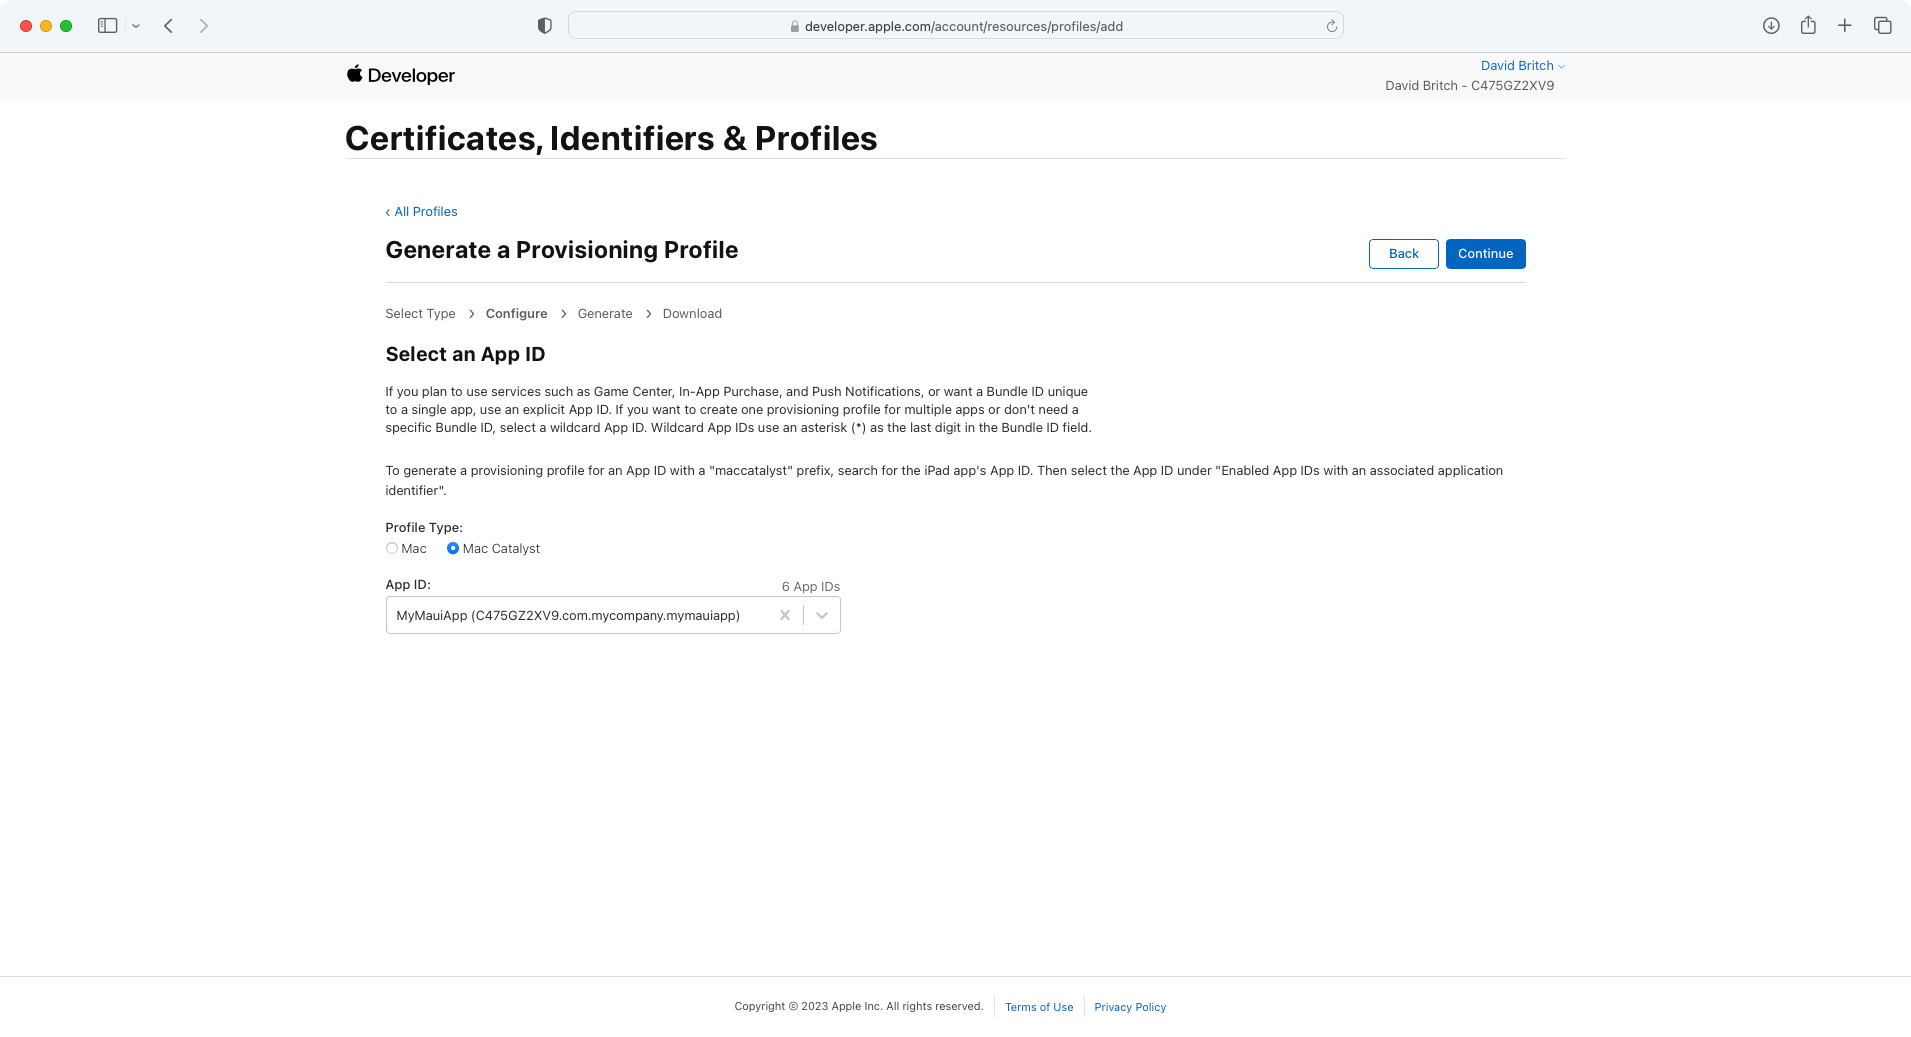 developer.apple.com/account/resources/profiles/add
Developer
David Britch
David Britch - C475GZ2XV9
Certificates, Identifiers & Profiles
‹ All Profiles
Generate a Provisioning Profile
Back
Continue
Select Type > Configure > Generate > Download
Select an App ID
If you plan to use services such as Game Center, In-App Purchase, and Push Notifications, or want a Bundle ID unique
to a single app, use an explicit App ID. If you want to create one provisioning profile for multiple apps or don't need a
specific Bundle ID, select a wildcard App ID. Wildcard App IDs use an asterisk (*) as the last digit in the Bundle ID field.
To generate a provisioning profile for an App ID with a "maccatalyst" prefix, search for the iPad app's App ID. Then select the App ID under "Enabled App IDs with an associated application
identifier".
Profile Type:
Mac Mac Catalyst
App ID: 6 App IDs
MyMauiApp (C475GZ2XV9.com.mycompany.mymauiapp)
Copyright © 2023 Apple Inc. All rights reserved. Terms of Use Privacy Policy